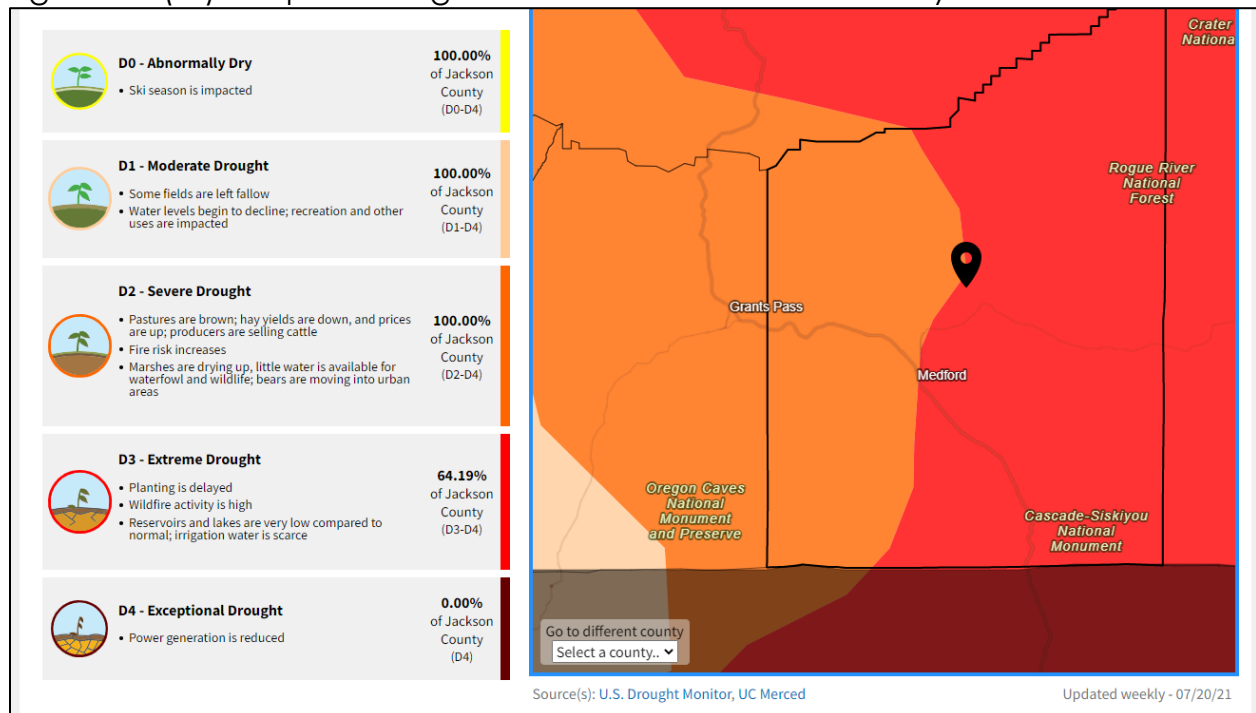 D0 - Abnormally Dry
• Ski season is impacted
100.00%
of Jackson
County
(D0-D4)
D1 - Moderate Drought
• Some fields are left fallow
• Water levels begin to decline; recreation and other
uses are impacted
100.00%
of Jackson
County
(D1-D4)
D2 - Severe Drought
• Pastures are brown; hay yields are down, and prices
are up; producers are selling cattle
• Fire risk increases
• Marshes are drying up, little water is available for
waterfowl and wildlife; bears are moving into urban
areas
100.00%
of Jackson
County
(D2-D4)
D3 - Extreme Drought
• Planting is delayed
• Wildfire activity is high
• Reservoirs and lakes are very low compared to
normal; irrigation water is scarce
64.19%
of Jackson
County
(D3-D4)
D4 - Exceptional Drought
• Power generation is reduced
0.00%
of Jackson
County
(D4)
Crater
Nationa
Rogue River
National
Forest
Grants Pass
Medford
Oregon Caves
National
Monument
and Preserve
Cascade-Siskiyou
National
Monument
Go to different county
Select a county..
Source(s): U.S. Drought Monitor, UC Merced
Updated weekly - 07/20/21